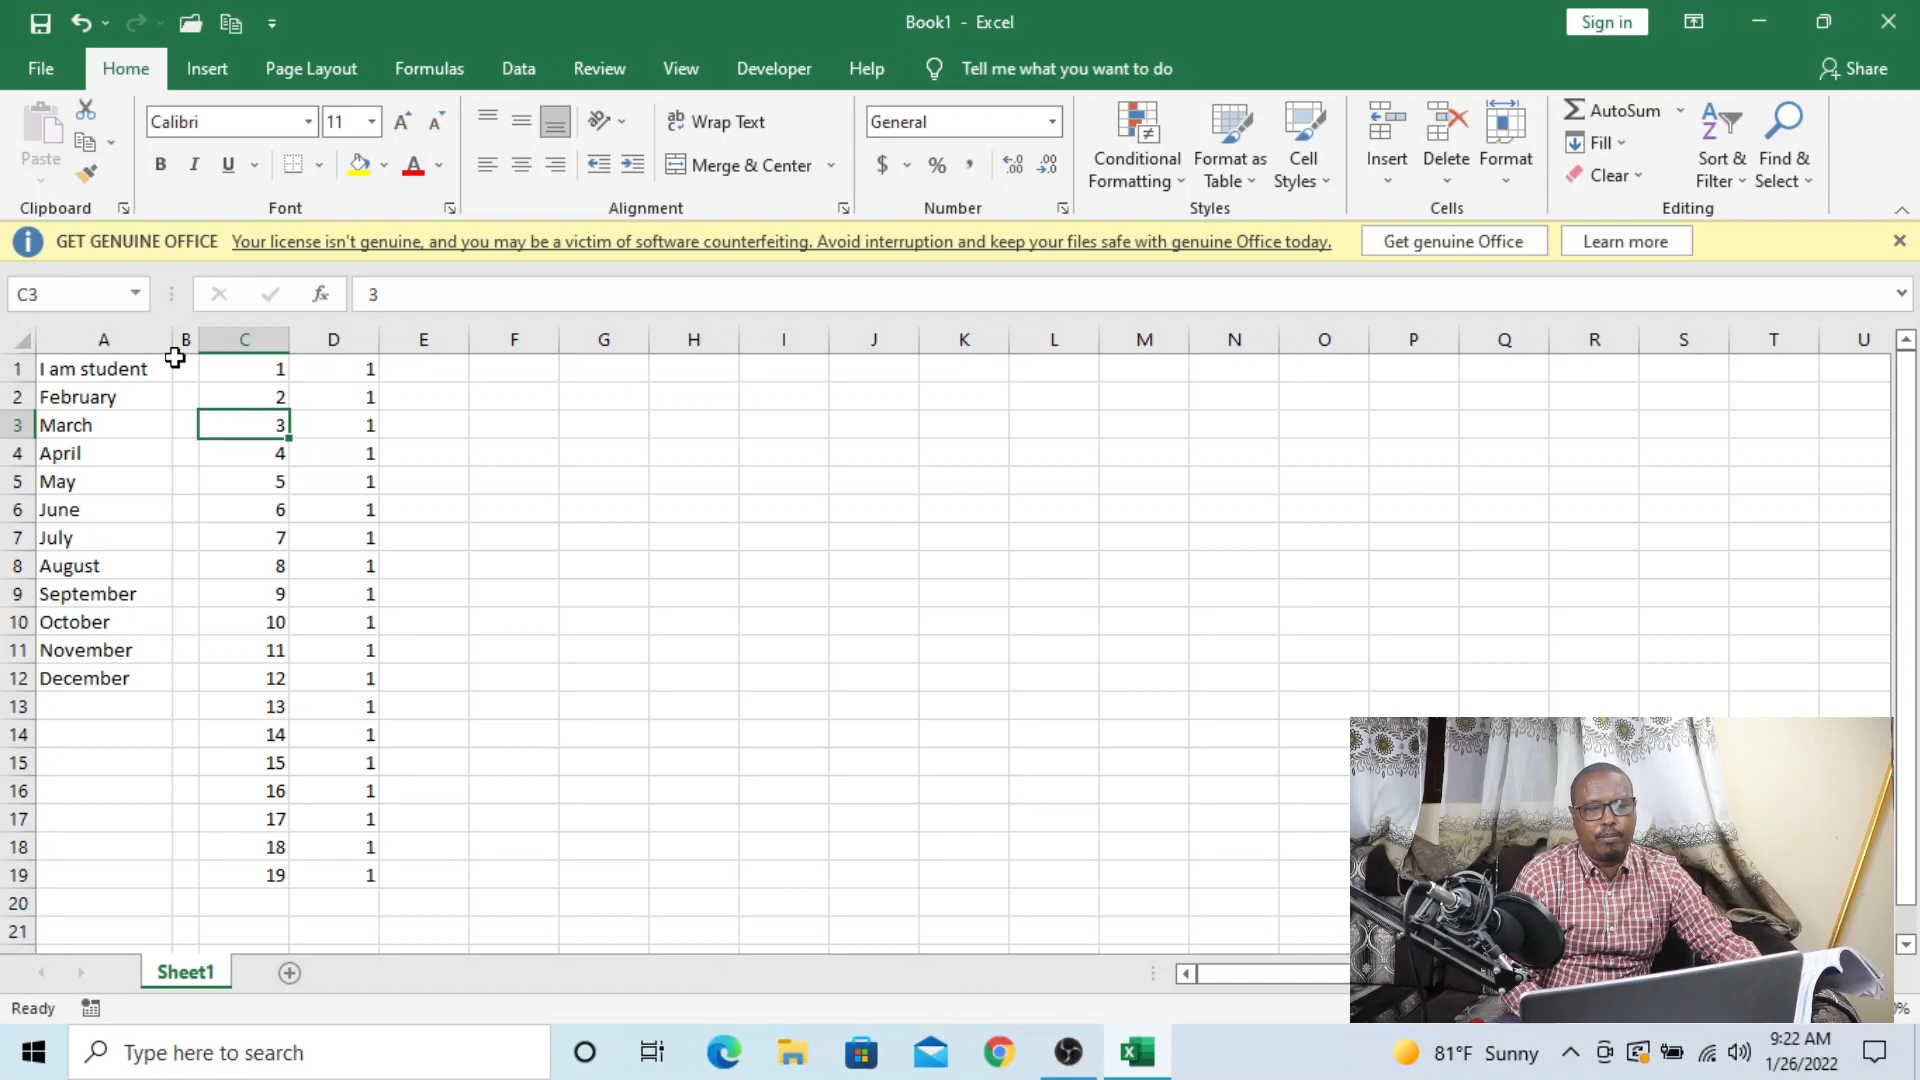 Book1 - Excel
Sign in
File Home Insert Page Layout Formulas Data Review View Developer Help Tell me what you want to do Share
Paste
Clipboard
Calibri 11
B I U A
Font
Wrap Text
Merge & Center
Alignment
General
$ % ,
Number
Conditional Formatting
Format as Table
Cell Styles
Styles
Insert Delete Format
Cells
AutoSum
Fill
Clear
Sort & Filter
Find & Select
Editing
GET GENUINE OFFICE Your license isn't genuine, and you may be a victim of software counterfeiting. Avoid interruption and keep your files safe with genuine Office today. Get genuine Office Learn more
C3 fx 3
A B C D E F G H I J K L M N O P Q R S T U
1 I am student 1 1
2 February 2 1
3 March 3 1
4 April 4 1
5 May 5 1
6 June 6 1
7 July 7 1
8 August 8 1
9 September 9 1
10 October 10 1
11 November 11 1
12 December 12 1
13 13 1
14 14 1
15 15 1
16 16 1
17 17 1
18 18 1
19 19 1
20
21
Sheet1
Ready
Type here to search
81°F Sunny
9:22 AM
1/26/2022